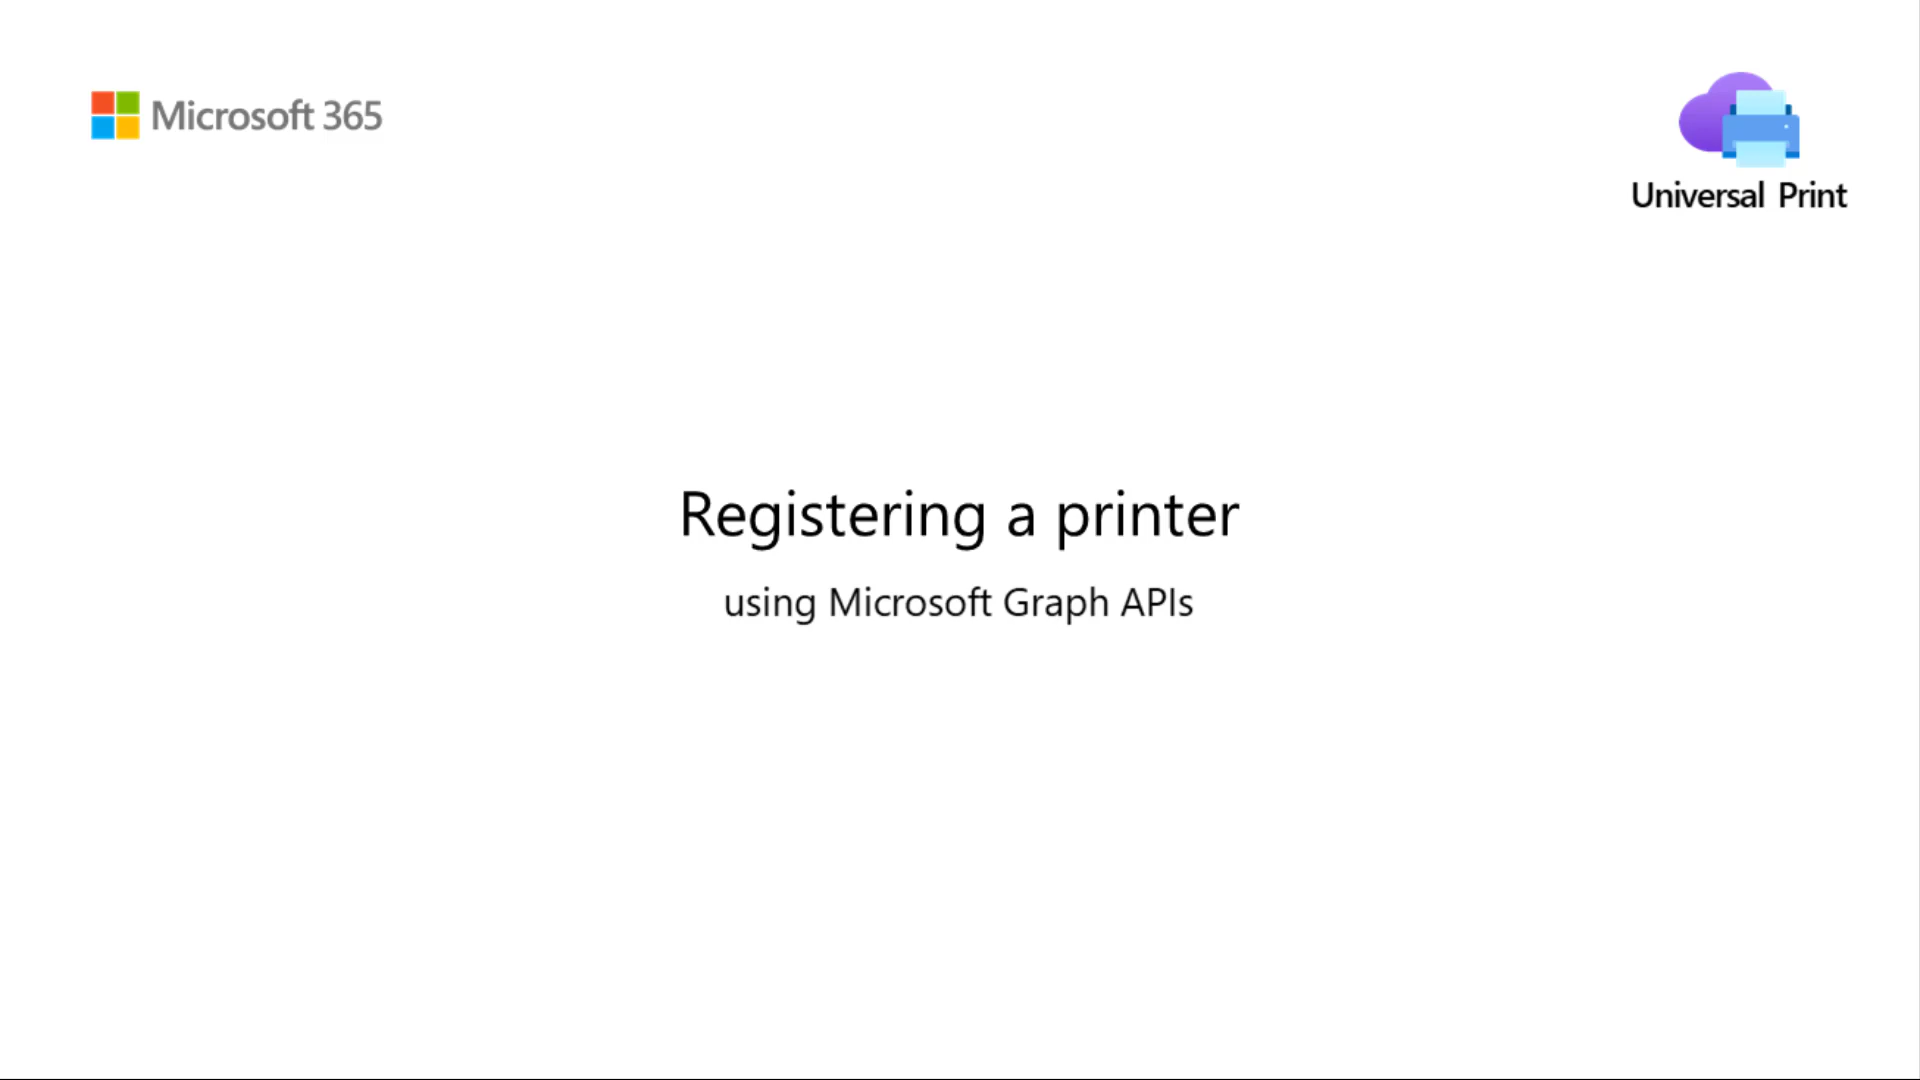 Microsoft 365
Universal Print
Registering a printer
using Microsoft Graph APIs